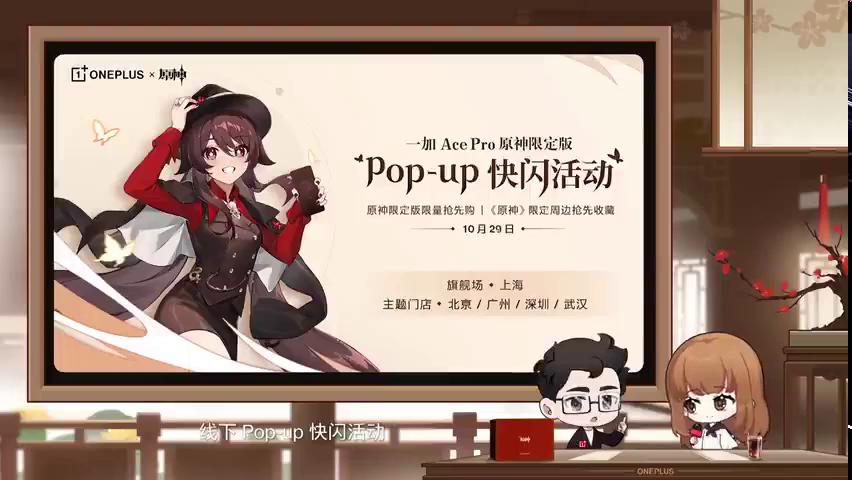 1+ ONEPLUS × 原神
一加 Ace Pro 原神限定版
Pop-up 快闪活动
原神限定版限量抢先购 | 《原神》限定周边抢先收藏
10月29日
旗舰场 • 上海
主题门店 • 北京 / 广州 / 深圳 / 武汉
线下 Pop-up 快闪活动
原神
ONEPLUS